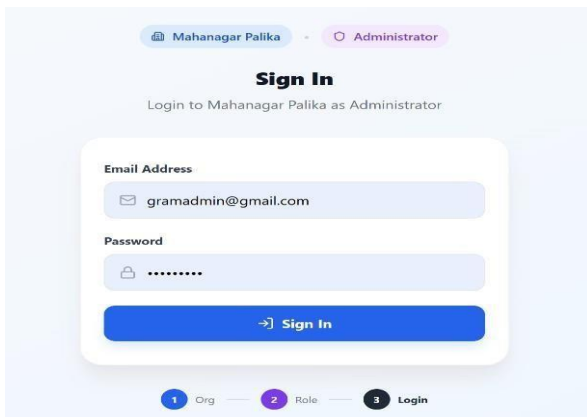 Mahanagar Palika
Administrator
Sign In
Login to Mahanagar Palika as Administrator
Email Address
gramadmin@gmail.com
Password
•••••••••
Sign In
1 Org 2 Role 3 Login